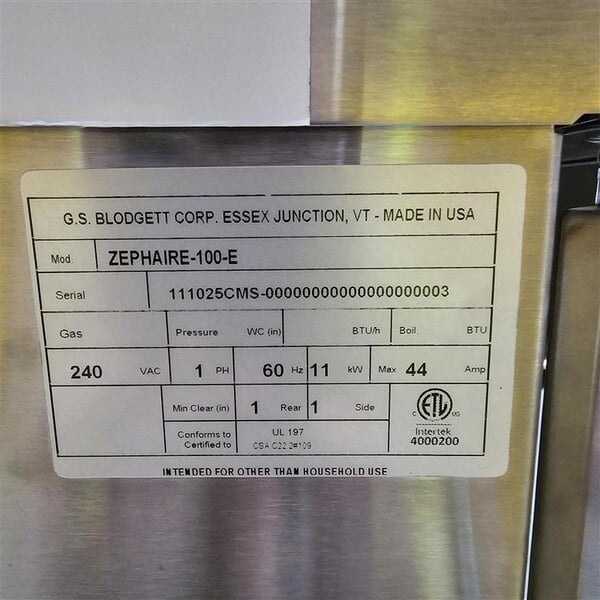 G.S. BLODGETT CORP. ESSEX JUNCTION, VT - MADE IN USA
Mod. ZEPHAIRE-100-E
Serial 111025CMS-00000000000000000003
Gas Pressure WC (in) BTU/h Boil. BTU
240 VAC 1 PH 60 Hz 11 kW Max 44 Amp
Min Clear (in) 1 Rear 1 Side
Conforms to UL 197
Certified to CSA C22.2#109
C ETL US
Intertek
4000200
INTENDED FOR OTHER THAN HOUSEHOLD USE